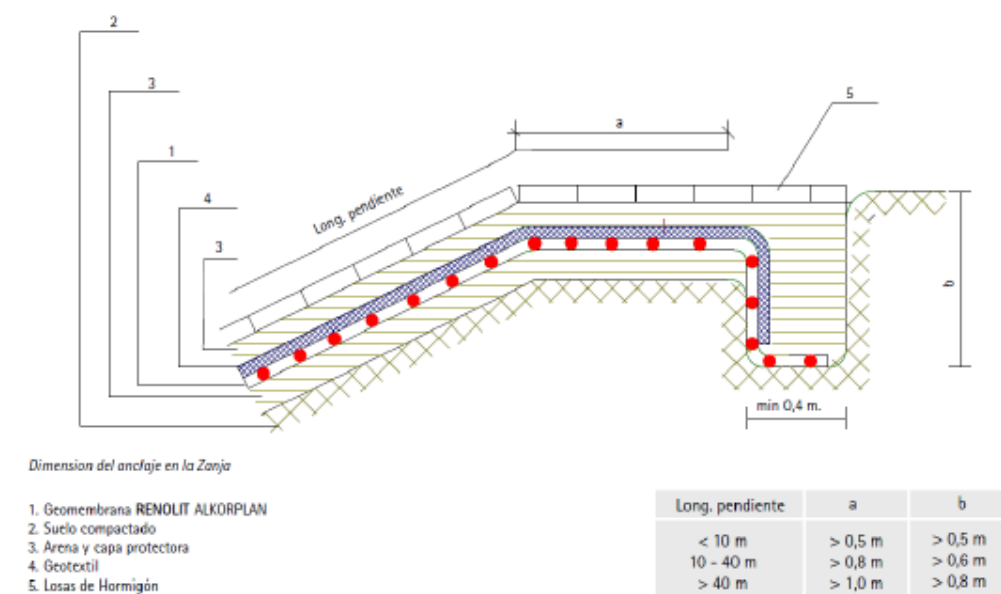 2
3
5
a
1
Long. pendiente
4
3
b
min 0,4 m.
Dimension del anclaje en la Zanja
1. Geomembrana RENOLIT ALKORPLAN
2. Suelo compactado
3. Arena y capa protectora
4. Geotextil
5. Losas de Hormigón
Long. pendiente a b
< 10 m > 0,5 m > 0,5 m
10 - 40 m > 0,8 m > 0,6 m
> 40 m > 1,0 m > 0,8 m